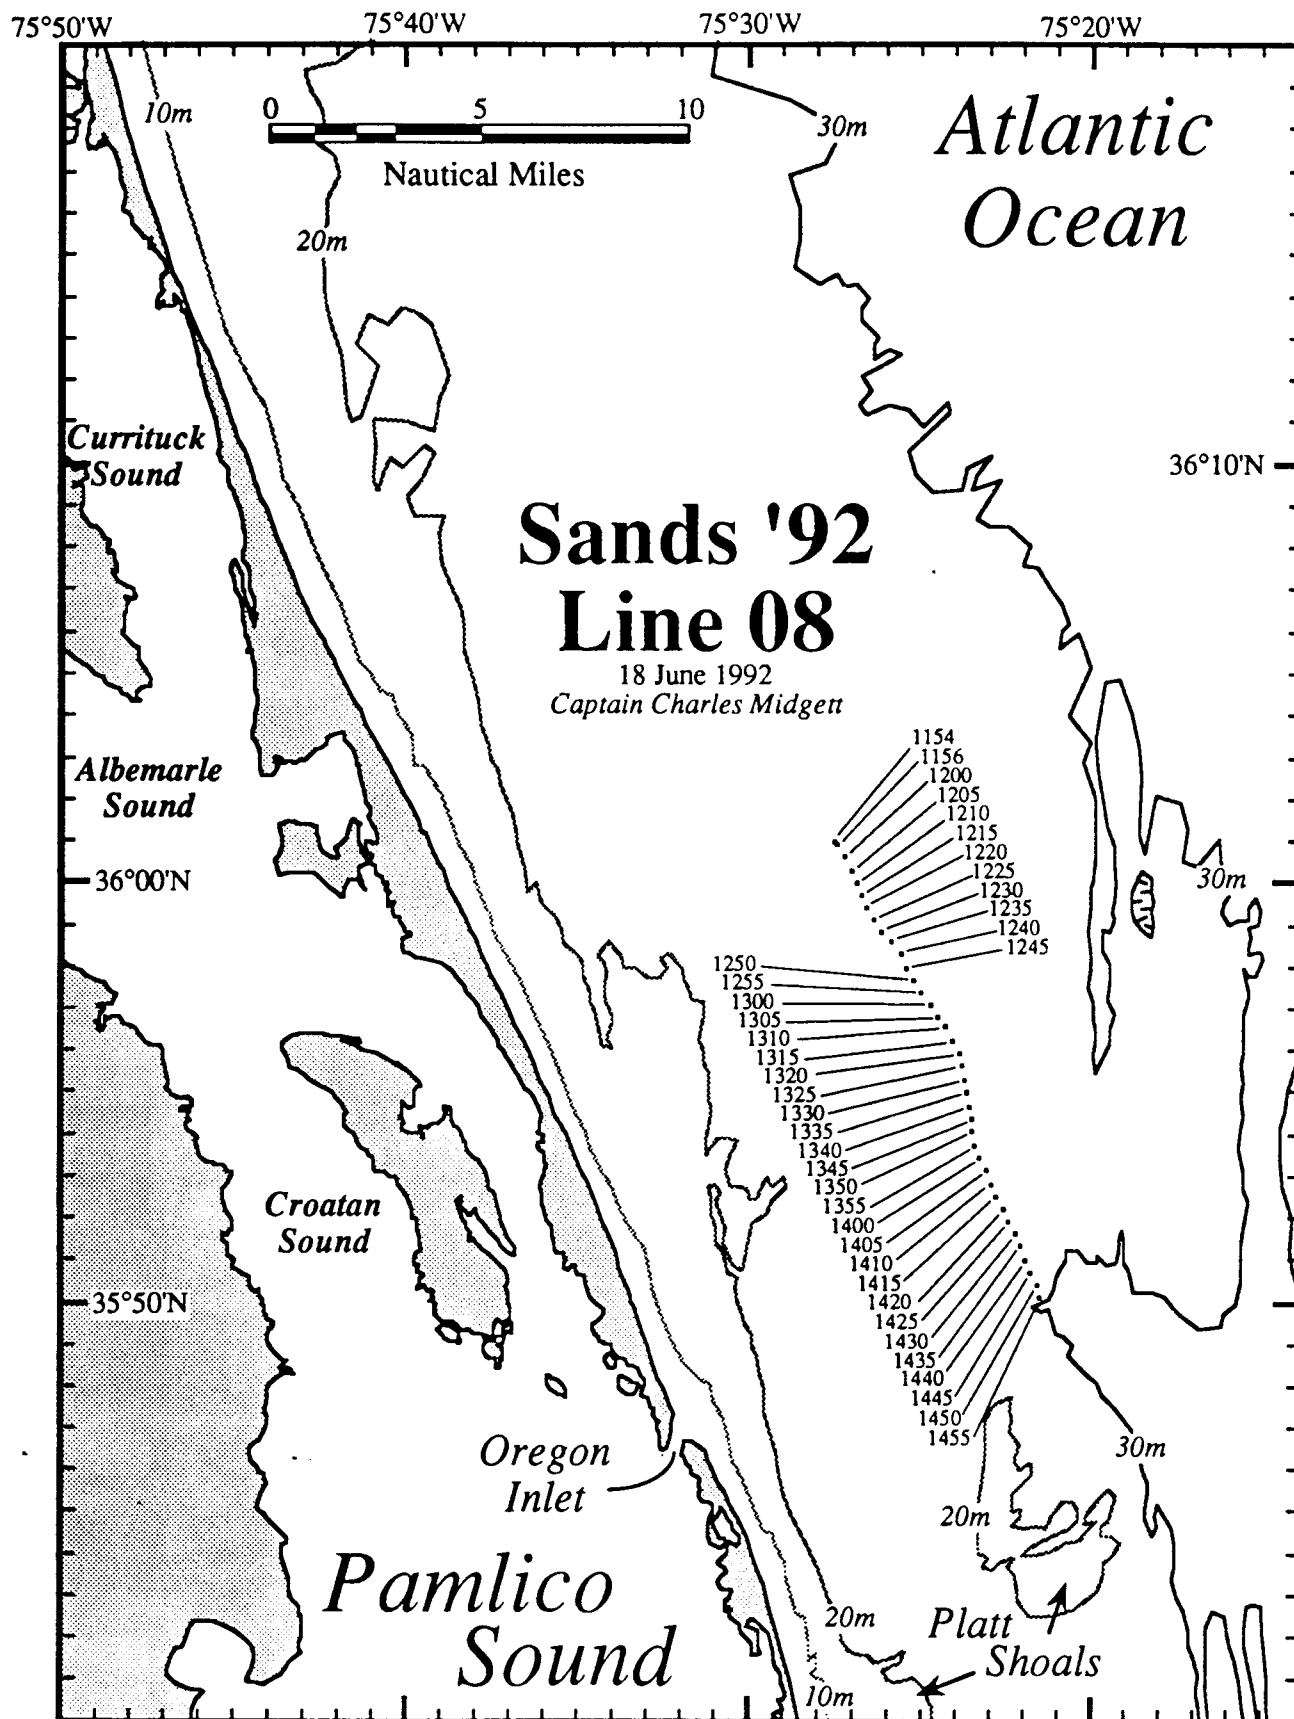 75°50'W 75°40'W 75°30'W 75°20'W
10m
0 5 10
Nautical Miles
30m
Atlantic
Ocean
20m
Currituck
Sound
36°10'N
Sands '92
Line 08
18 June 1992
Captain Charles Midgett
Albemarle
Sound
36°00'N
30m
1154
1156
1200
1205
1210
1215
1220
1225
1230
1235
1240
1245
1250
1255
1300
1305
1310
1315
1320
1325
1330
1335
1340
1345
1350
1355
1400
1405
1410
1415
1420
1425
1430
1435
1440
1445
1450
1455
Croatan
Sound
35°50'N
Oregon
Inlet
30m
20m
Pamlico
Sound
20m
Platt
Shoals
10m